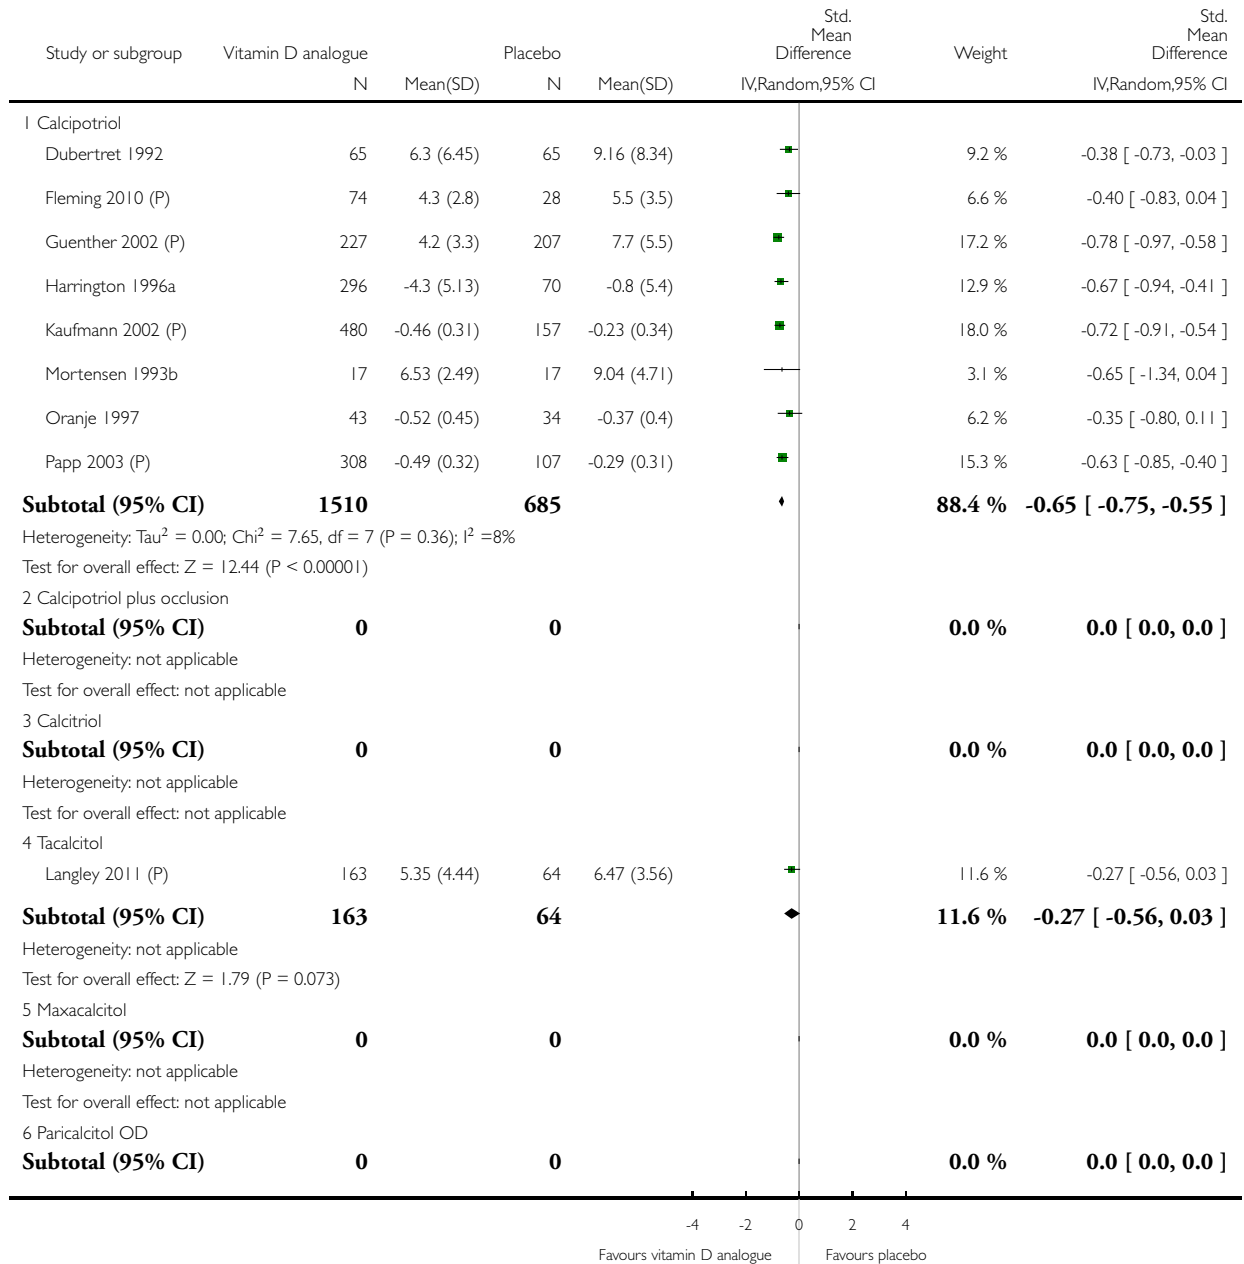 Std. Std.
Mean Mean
Study or subgroup Vitamin D analogue Placebo Difference Weight Difference
N Mean(SD) N Mean(SD) IV,Random,95% CI IV,Random,95% CI
1 Calcipotriol
Dubertret 1992 65 6.3 (6.45) 65 9.16 (8.34) 9.2 % -0.38 [ -0.73, -0.03 ]
Fleming 2010 (P) 74 4.3 (2.8) 28 5.5 (3.5) 6.6 % -0.40 [ -0.83, 0.04 ]
Guenther 2002 (P) 227 4.2 (3.3) 207 7.7 (5.5) 17.2 % -0.78 [ -0.97, -0.58 ]
Harrington 1996a 296 -4.3 (5.13) 70 -0.8 (5.4) 12.9 % -0.67 [ -0.94, -0.41 ]
Kaufmann 2002 (P) 480 -0.46 (0.31) 157 -0.23 (0.34) 18.0 % -0.72 [ -0.91, -0.54 ]
Mortensen 1993b 17 6.53 (2.49) 17 9.04 (4.71) 3.1 % -0.65 [ -1.34, 0.04 ]
Oranje 1997 43 -0.52 (0.45) 34 -0.37 (0.4) 6.2 % -0.35 [ -0.80, 0.11 ]
Papp 2003 (P) 308 -0.49 (0.32) 107 -0.29 (0.31) 15.3 % -0.63 [ -0.85, -0.40 ]
Subtotal (95% CI) 1510 685 88.4 % -0.65 [ -0.75, -0.55 ]
Heterogeneity: Tau² = 0.00; Chi² = 7.65, df = 7 (P = 0.36); I² =8%
Test for overall effect: Z = 12.44 (P < 0.00001)
2 Calcipotriol plus occlusion
Subtotal (95% CI) 0 0 0.0 % 0.0 [ 0.0, 0.0 ]
Heterogeneity: not applicable
Test for overall effect: not applicable
3 Calcitriol
Subtotal (95% CI) 0 0 0.0 % 0.0 [ 0.0, 0.0 ]
Heterogeneity: not applicable
Test for overall effect: not applicable
4 Tacalcitol
Langley 2011 (P) 163 5.35 (4.44) 64 6.47 (3.56) 11.6 % -0.27 [ -0.56, 0.03 ]
Subtotal (95% CI) 163 64 11.6 % -0.27 [ -0.56, 0.03 ]
Heterogeneity: not applicable
Test for overall effect: Z = 1.79 (P = 0.073)
5 Maxacalcitol
Subtotal (95% CI) 0 0 0.0 % 0.0 [ 0.0, 0.0 ]
Heterogeneity: not applicable
Test for overall effect: not applicable
6 Paricalcitol OD
Subtotal (95% CI) 0 0 0.0 % 0.0 [ 0.0, 0.0 ]
-4 -2 0 2 4
Favours vitamin D analogue Favours placebo